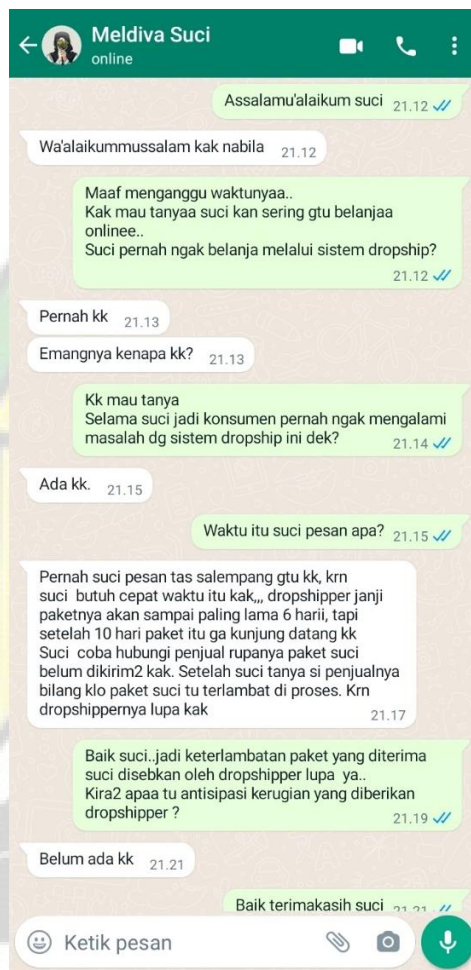 Meldiva Suci
online
Assalamu'alaikum suci 21.12
Wa'alaikummussalam kak nabila 21.12
Maaf menganggu waktunyaa..
Kak mau tanyaa suci kan sering gtu belanjaa
onlinee..
Suci pernah ngak belanja melalui sistem dropship?
21.12
Pernah kk 21.13
Emangnya kenapa kk? 21.13
Kk mau tanya
Selama suci jadi konsumen pernah ngak mengalami
masalah dg sistem dropship ini dek? 21.14
Ada kk. 21.15
Waktu itu suci pesan apa? 21.15
Pernah suci pesan tas salempang gtu kk, krn
suci butuh cepat waktu itu kak,,, dropshipper janji
paketnya akan sampai paling lama 6 harii, tapi
setelah 10 hari paket itu ga kunjung datang kk
Suci coba hubungi penjual rupanya paket suci
belum dikirim2 kak. Setelah suci tanya si penjualnya
bilang klo paket suci tu terlambat di proses. Krn
dropshippernya lupa kak
21.17
Baik suci..jadi keterlambatan paket yang diterima
suci disebkan oleh dropshipper lupa ya..
Kira2 apaa tu antisipasi kerugian yang diberikan
dropshipper ?
21.19
Belum ada kk 21.21
Baik terimakasih suci 21.21
Ketik pesan